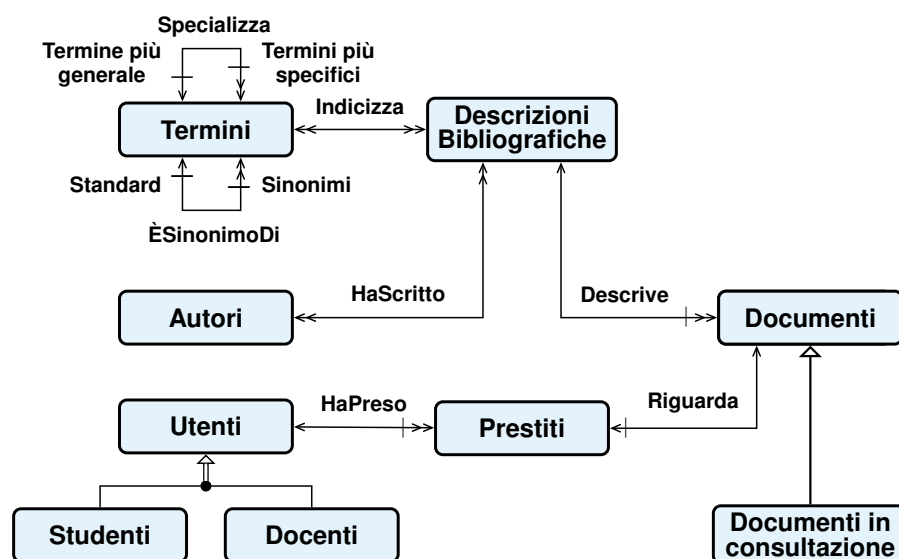 Specializza
Termine più
generale
Termini più
specifici
Termini
Indicizza
Descrizioni
Bibliografiche
Standard
Sinonimi
ÈSinonimoDi
Autori
HaScritto
Descrive
Documenti
Utenti
HaPreso
Prestiti
Riguarda
Studenti
Docenti
Documenti in
consultazione